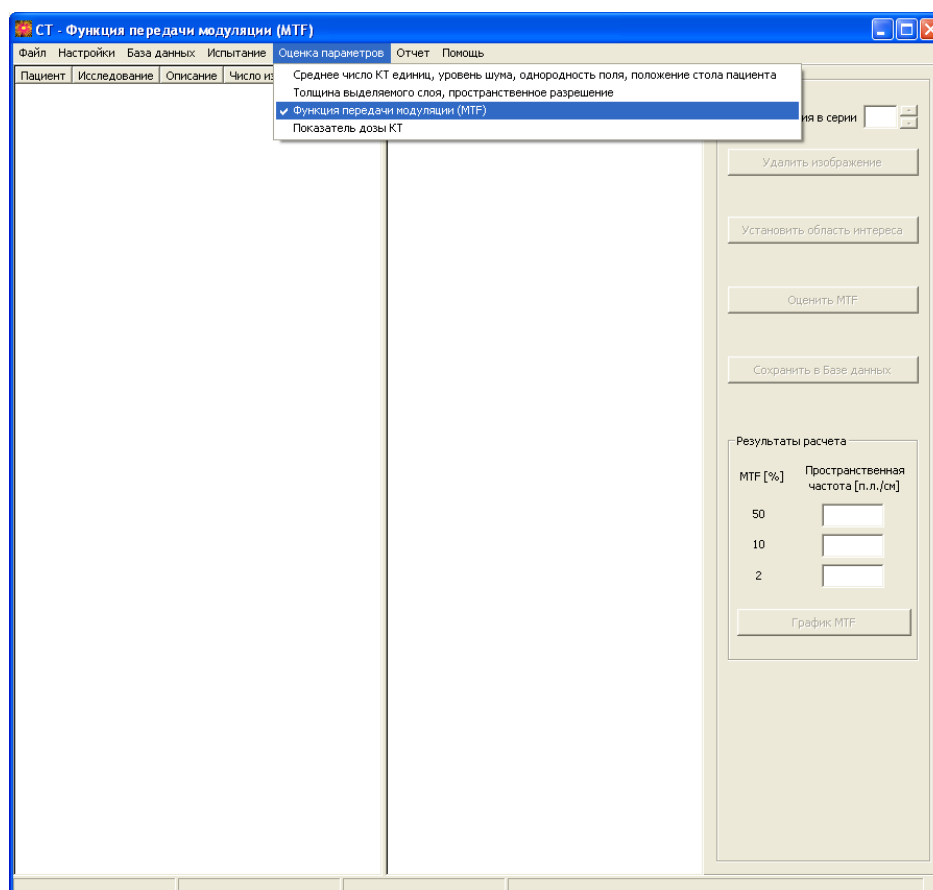 СТ - Функция передачи модуляции (MTF)
Файл Настройки База данных Испытание Оценка параметров Отчет Помощь
Пациент Исследование Описание Число из
Среднее число КТ единиц, уровень шума, однородность поля, положение стола пациента
Толщина выделяемого слоя, пространственное разрешение
Функция передачи модуляции (MTF)
Показатель дозы КТ
ия в серии
Удалить изображение
Установить область интереса
Оценить MTF
Сохранить в Базе данных
Результаты расчета
MTF [%] Пространственная
частота [п.л./см]
50
10
2
График MTF